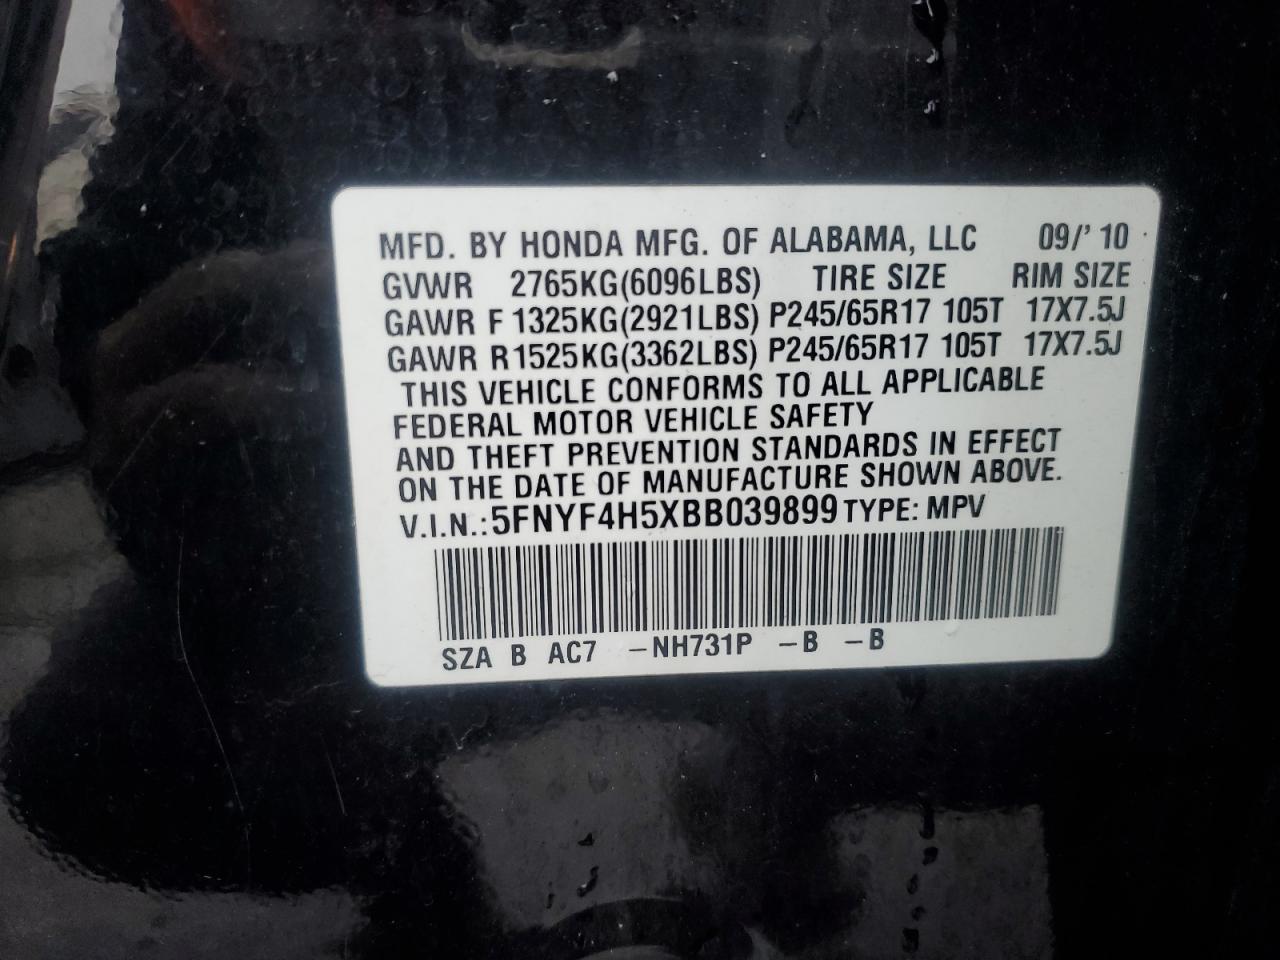 MFD. BY HONDA MFG. OF ALABAMA, LLC 09/' 10
GVWR 2765KG(6096LBS) TIRE SIZE RIM SIZE
GAWR F 1325KG(2921LBS) P245/65R17 105T 17X7.5J
GAWR R 1525KG(3362LBS) P245/65R17 105T 17X7.5J
THIS VEHICLE CONFORMS TO ALL APPLICABLE
FEDERAL MOTOR VEHICLE SAFETY
AND THEFT PREVENTION STANDARDS IN EFFECT
ON THE DATE OF MANUFACTURE SHOWN ABOVE.
V.I.N.: 5FNYF4H5XBB039899 TYPE: MPV
SZA B AC7 -NH731P -B -B